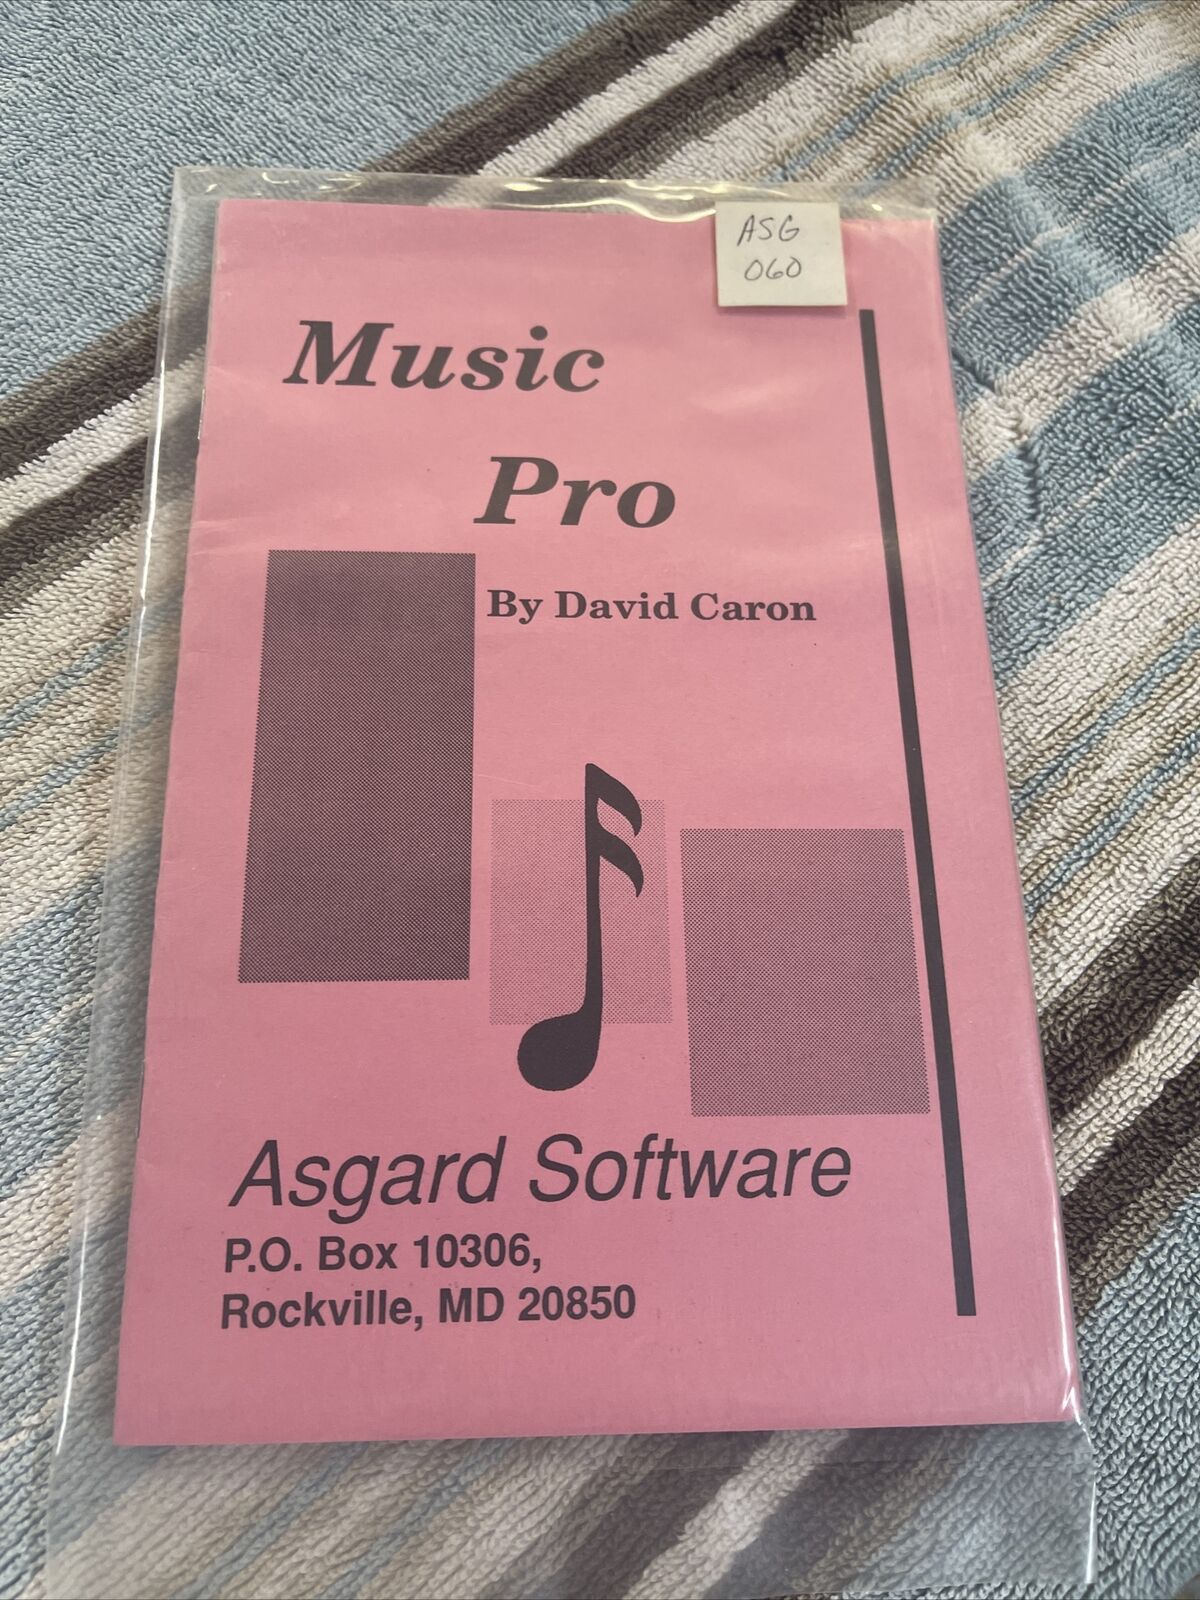 ASG
060
Music
Pro
By David Caron
Asgard Software
P.O. Box 10306,
Rockville, MD 20850